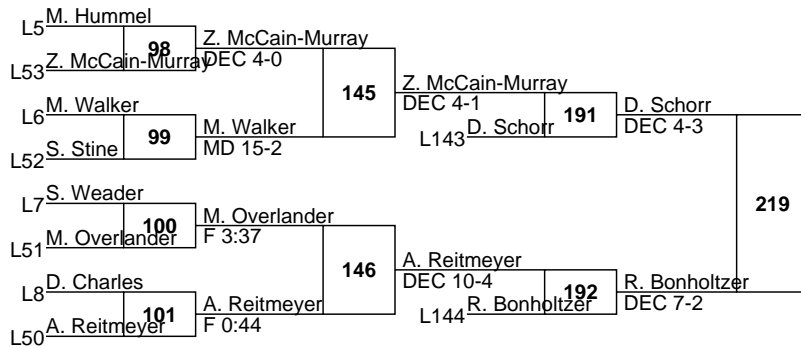 M. Hummel
L5
98
Z. McCain-Murray
DEC 4-0
Z. McCain-Murray
L53
145
Z. McCain-Murray
DEC 4-1
M. Walker
L6
99
M. Walker
MD 15-2
S. Stine
L52
191
D. Schorr
DEC 4-3
D. Schorr
L143
S. Weader
L7
100
M. Overlander
F 3:37
M. Overlander
L51
219
146
A. Reitmeyer
DEC 10-4
D. Charles
L8
101
A. Reitmeyer
F 0:44
A. Reitmeyer
L50
192
R. Bonholtzer
DEC 7-2
R. Bonholtzer
L144